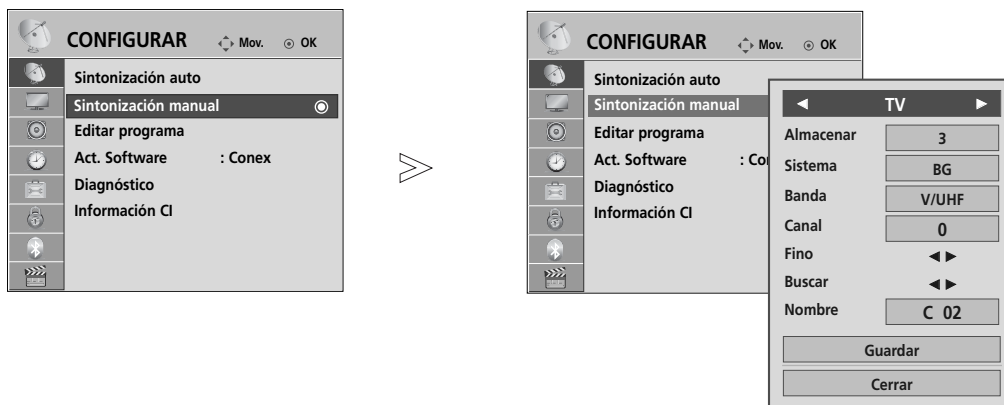 CONFIGURAR Mov. OK
Sintonización auto
Sintonización manual
Editar programa
Act. Software : Conex
Diagnóstico
Información CI
CONFIGURAR Mov. OK
Sintonización auto
Sintonización manual
Editar programa
Act. Software : Co
Diagnóstico
Información CI
◄ TV ►
Almacenar 3
Sistema BG
Banda V/UHF
Canal 0
Fino ◄ ►
Buscar ◄ ►
Nombre C 02
Guardar
Cerrar